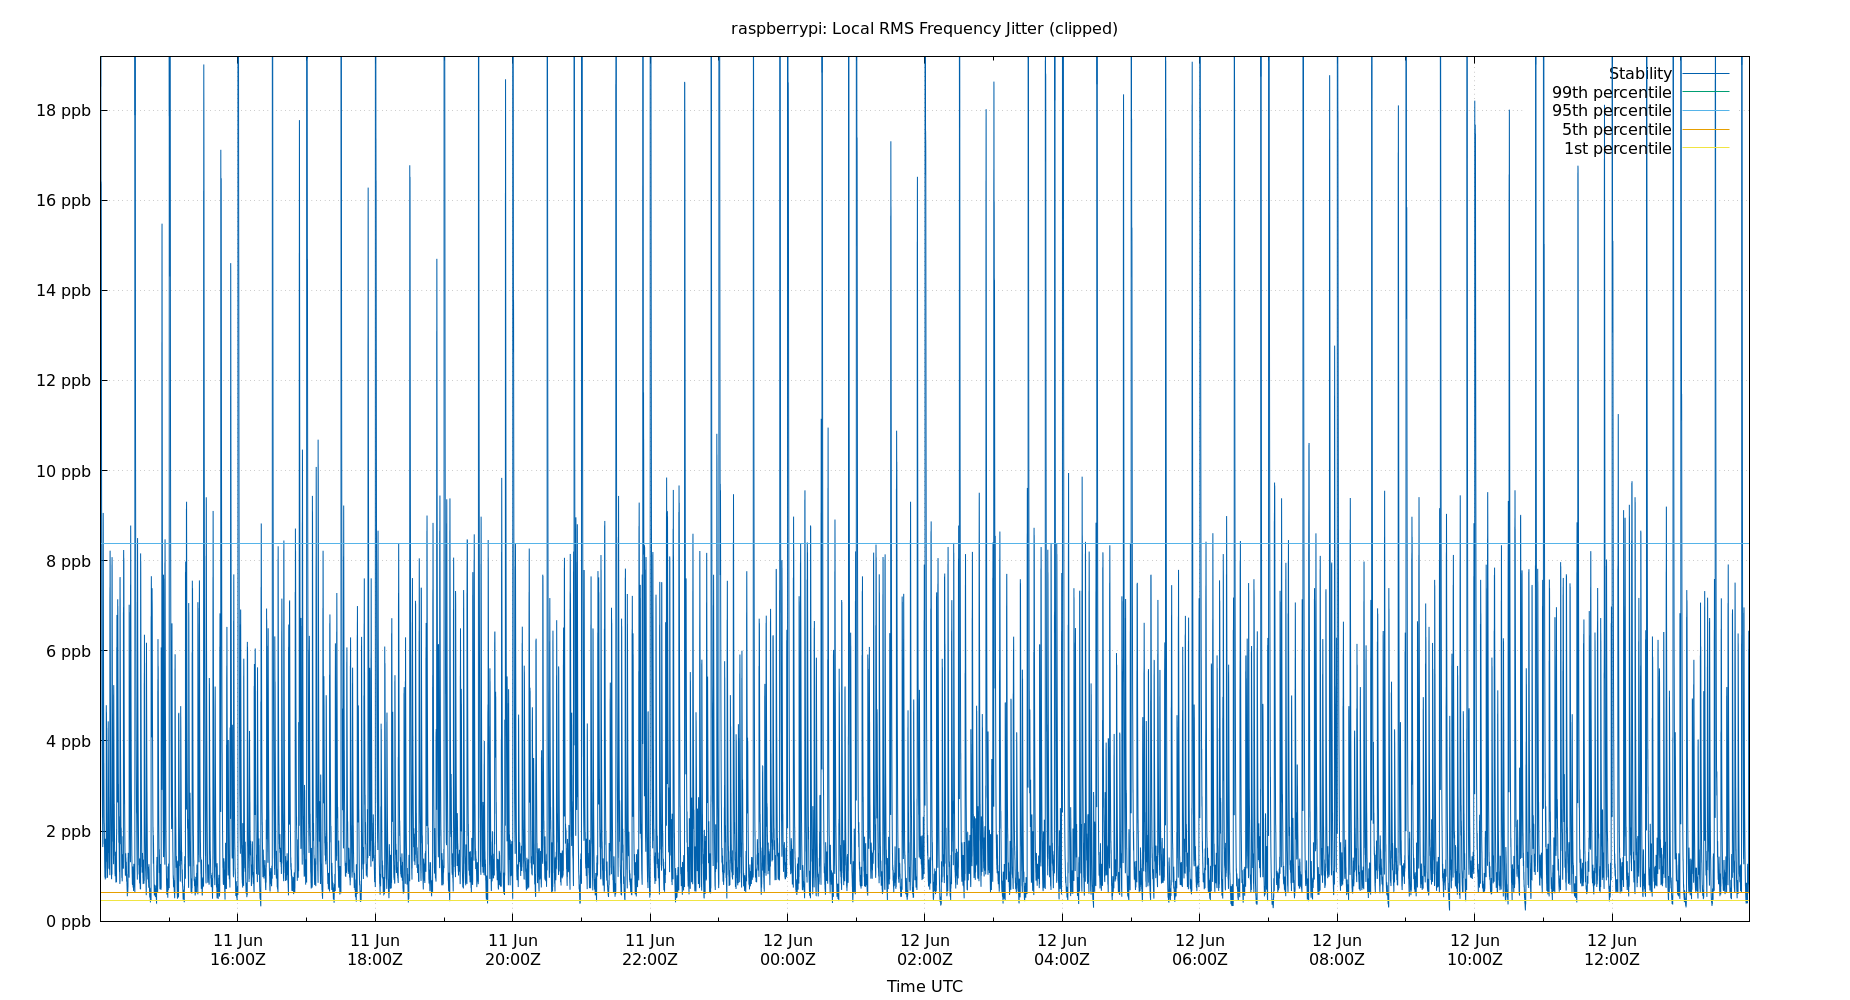 raspberrypi: Local RMS Frequency Jitter (clipped)
Stability
99th percentile
95th percentile
5th percentile
1st percentile
18 ppb
16 ppb
14 ppb
12 ppb
10 ppb
8 ppb
6 ppb
4 ppb
2 ppb
0 ppb
11 Jun 11 Jun 11 Jun 11 Jun 12 Jun 12 Jun 12 Jun 12 Jun 12 Jun 12 Jun 12 Jun
16:00Z 18:00Z 20:00Z 22:00Z 00:00Z 02:00Z 04:00Z 06:00Z 08:00Z 10:00Z 12:00Z
Time UTC